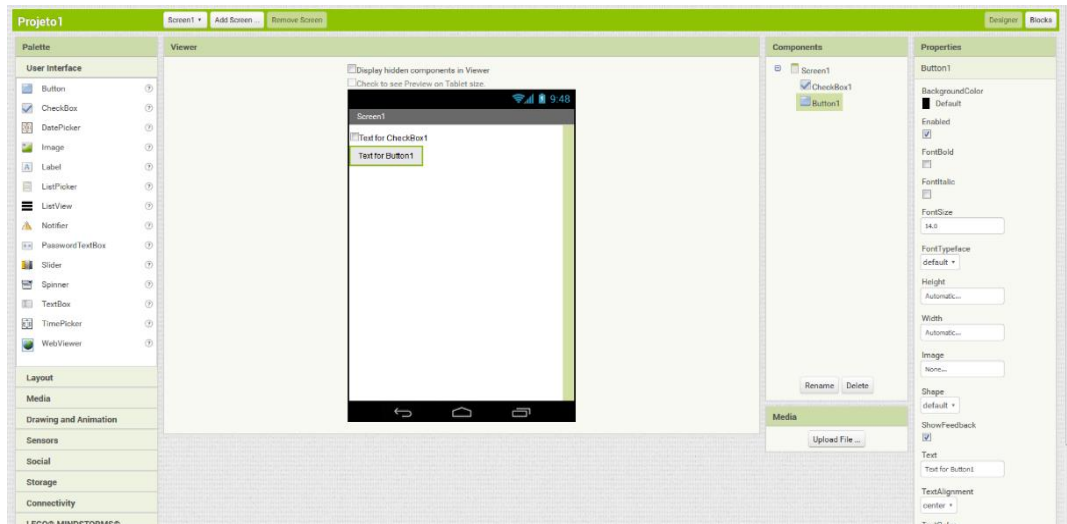 Projeto1
Screen1
Add Screen ...
Remove Screen
Designer
Blocks
Palette
User Interface
Button
CheckBox
DatePicker
Image
Label
ListPicker
ListView
Notifier
PasswordTextBox
Slider
Spinner
TextBox
TimePicker
WebViewer
Layout
Media
Drawing and Animation
Sensors
Social
Storage
Connectivity
LEGO® MINDSTORMS®
Viewer
Display hidden components in Viewer
Check to see Preview on Tablet size.
9:48
Screen1
Text for CheckBox1
Text for Button1
Components
Screen1
CheckBox1
Button1
Rename
Delete
Media
Upload File ...
Properties
Button1
BackgroundColor
Default
Enabled
FontBold
FontItalic
FontSize
14.0
FontTypeface
default
Height
Automatic...
Width
Automatic...
Image
None...
Shape
default
ShowFeedback
Text
Text for Button1
TextAlignment
center